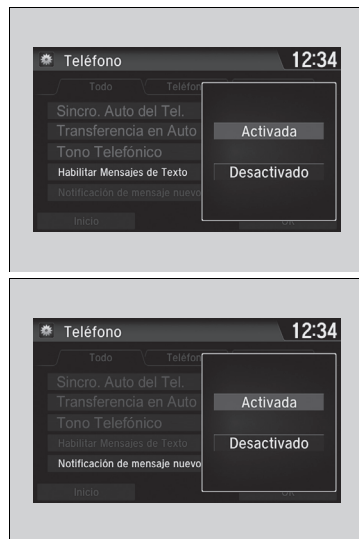 Teléfono 12:34
Todo Teléfon
Sincro. Auto del Tel.
Transferencia en Auto
Tono Telefónico
Habilitar Mensajes de Texto
Notificación de mensaje nuevo
Activada
Desactivado
Inicio OK
Teléfono 12:34
Todo Teléfon
Sincro. Auto del Tel.
Transferencia en Auto
Tono Telefónico
Habilitar Mensajes de Texto
Notificación de mensaje nuevo
Activada
Desactivado
Inicio OK